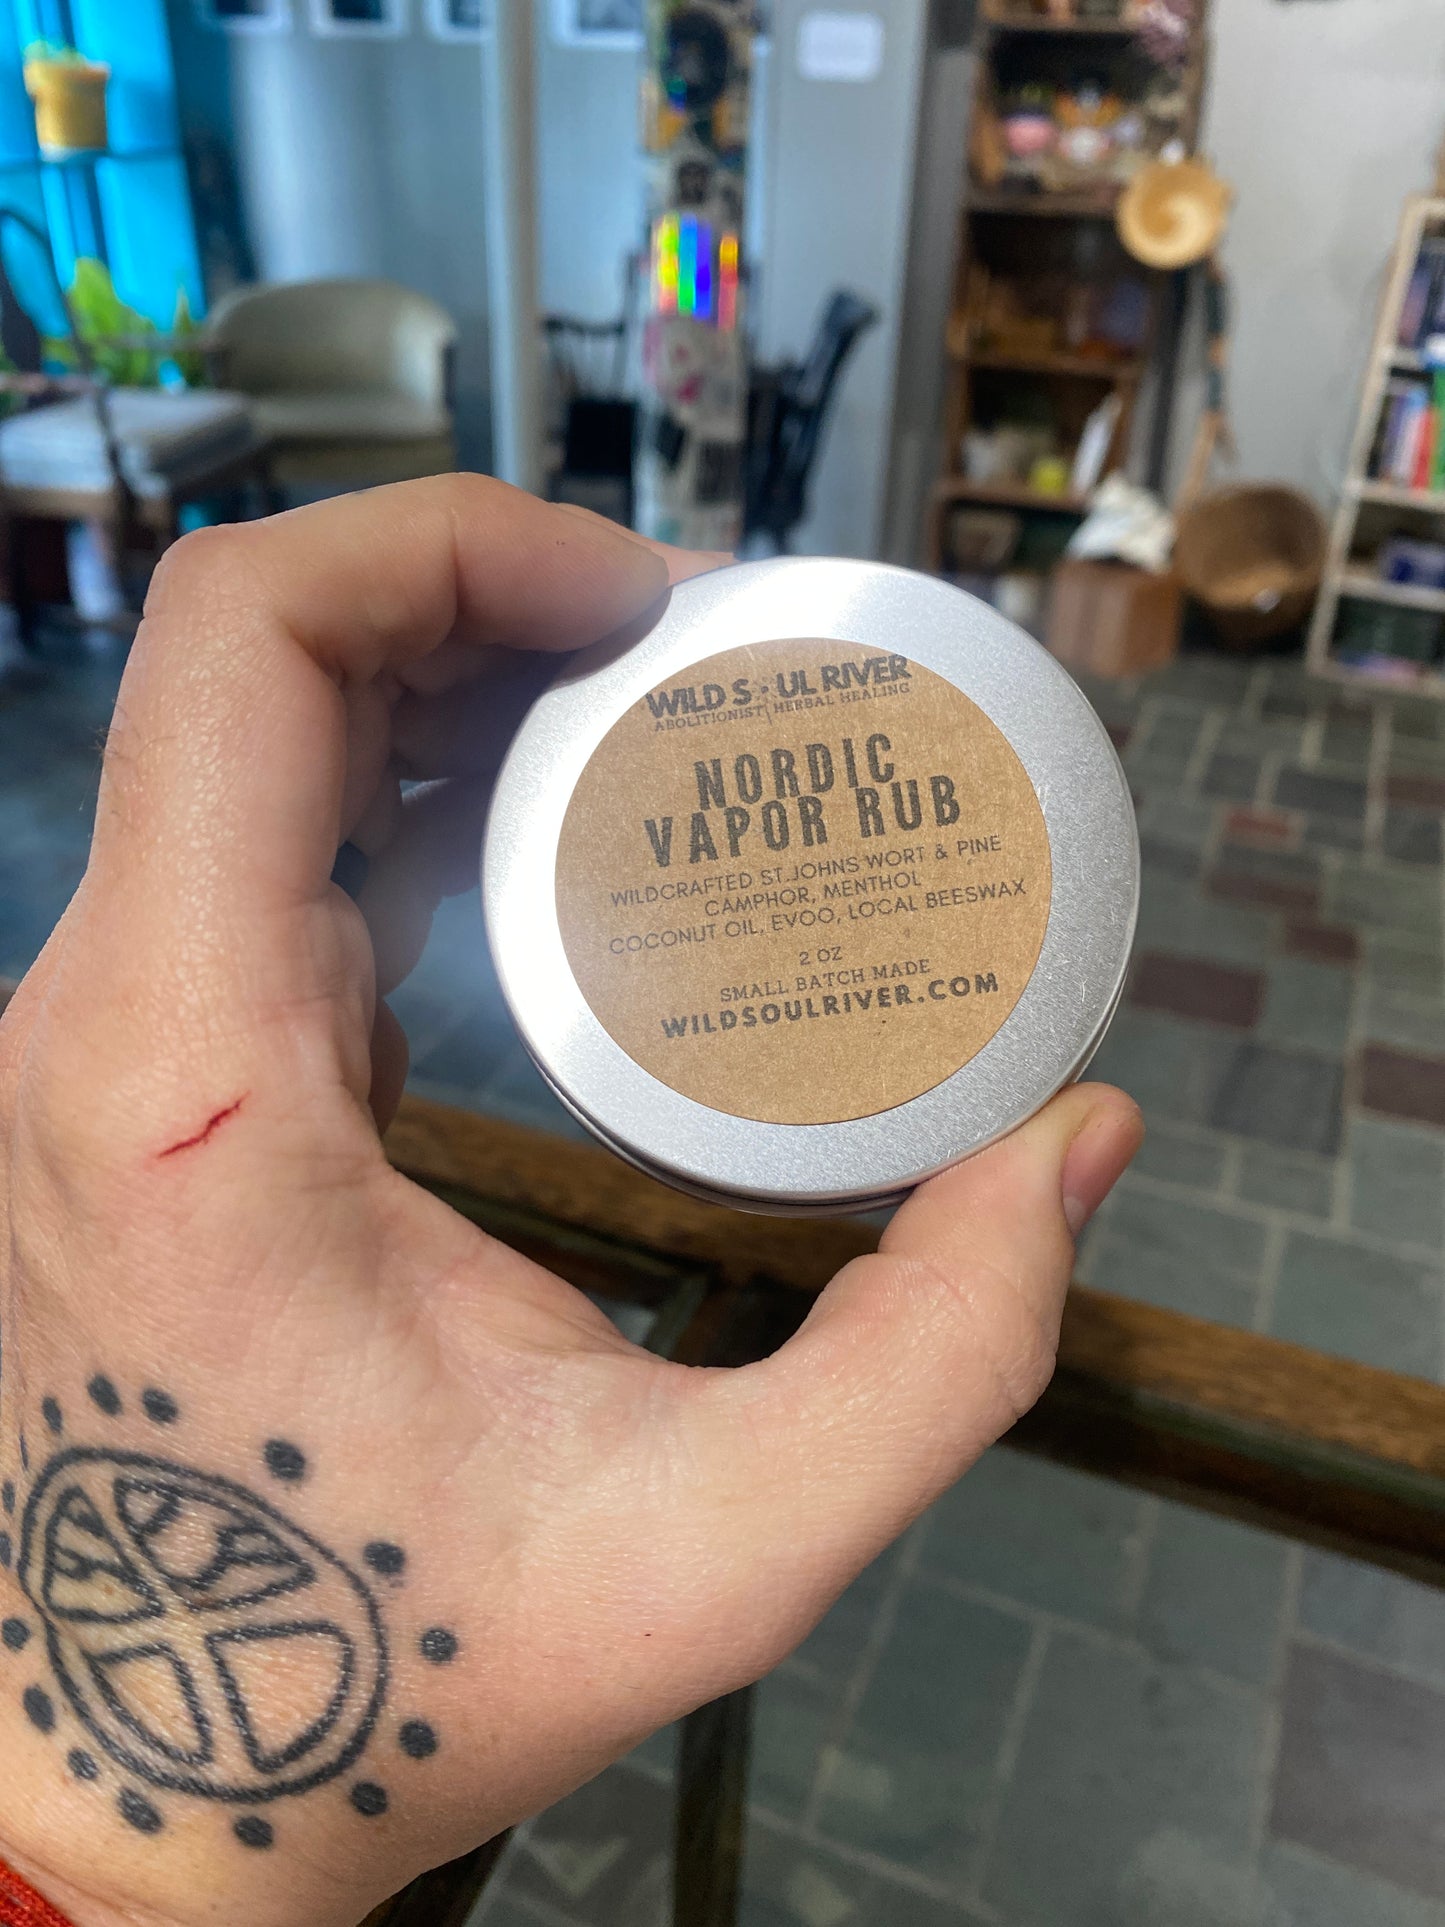 WILD SOUL RIVER
ABOLITIONIST | HERBAL HEALING
NORDIC
VAPOR RUB
WILDCRAFTED ST.JOHNS WORT & PINE
CAMPHOR, MENTHOL
COCONUT OIL, EVOO, LOCAL BEESWAX
2 OZ
SMALL BATCH MADE
WILDSOULRIVER.COM